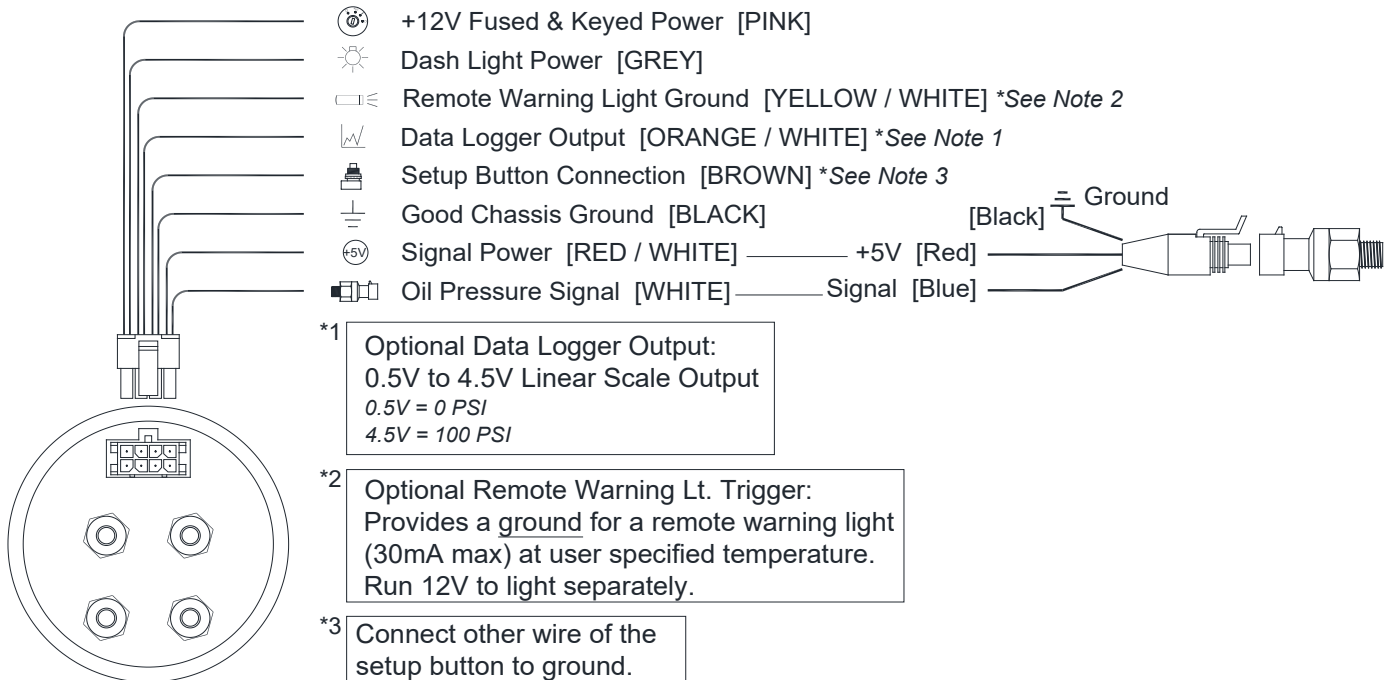 +12V Fused & Keyed Power [PINK]
Dash Light Power [GREY]
Remote Warning Light Ground [YELLOW / WHITE] *See Note 2
Data Logger Output [ORANGE / WHITE] *See Note 1
Setup Button Connection [BROWN] *See Note 3
Good Chassis Ground [BLACK]
[Black] Ground
+5V Signal Power [RED / WHITE] +5V [Red]
Oil Pressure Signal [WHITE] Signal [Blue]
*1
Optional Data Logger Output:
0.5V to 4.5V Linear Scale Output
0.5V = 0 PSI
4.5V = 100 PSI
*2
Optional Remote Warning Lt. Trigger:
Provides a ground for a remote warning light
(30mA max) at user specified temperature.
Run 12V to light separately.
*3
Connect other wire of the
setup button to ground.